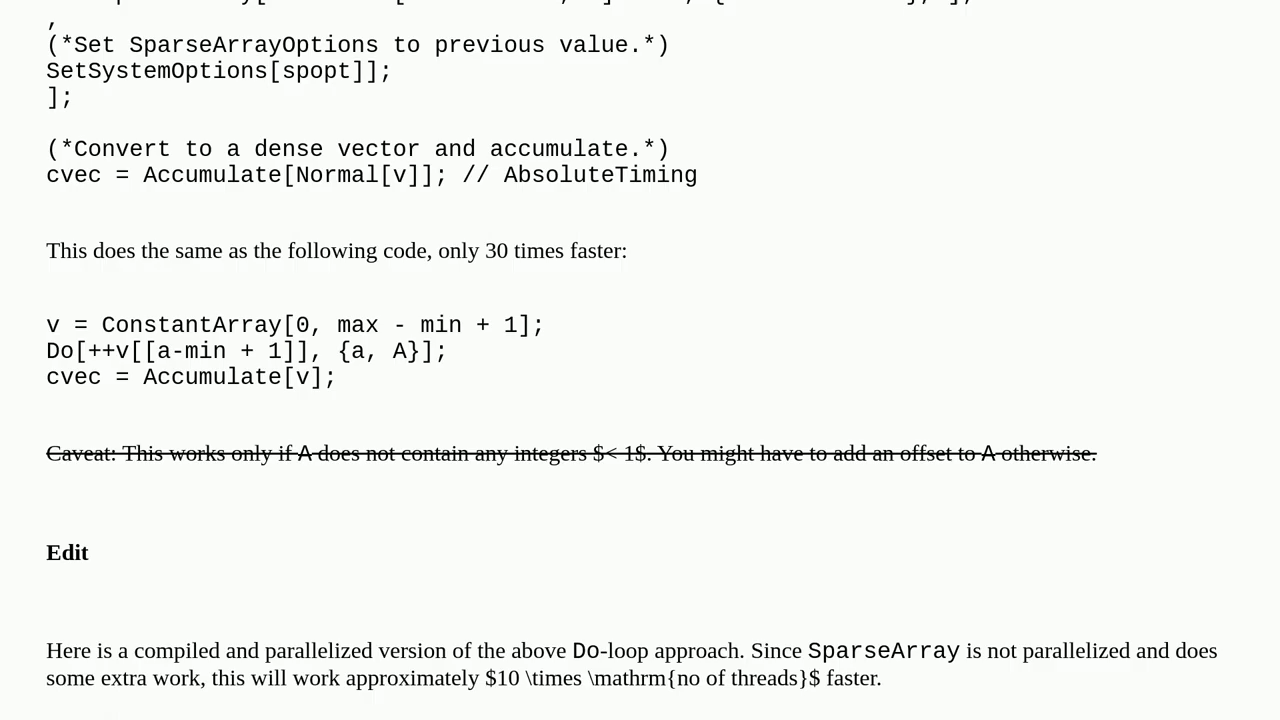 ,
(*Set SparseArrayOptions to previous value.*)
SetSystemOptions[spopt]];
];
(*Convert to a dense vector and accumulate.*)
cvec = Accumulate[Normal[v]]; // AbsoluteTiming
This does the same as the following code, only 30 times faster:
v = ConstantArray[0, max - min + 1];
Do[++v[[a-min + 1]], {a, A}];
cvec = Accumulate[v];
Caveat: This works only if A does not contain any integers $< 1$. You might have to add an offset to A otherwise.
Edit
Here is a compiled and parallelized version of the above Do-loop approach. Since SparseArray is not parallelized and does
some extra work, this will work approximately $10 \times \mathrm{no of threads}$ faster.